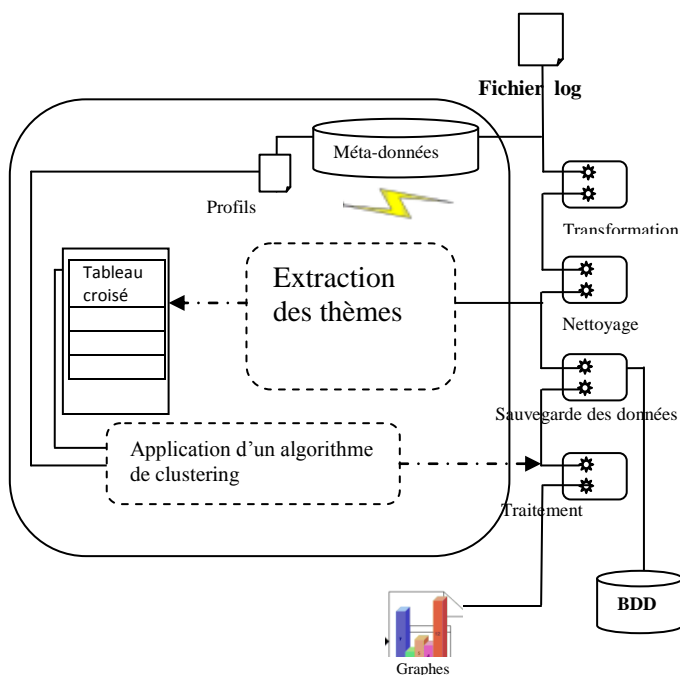 Fichier log
Méta-données
Profils
Transformation
Tableau
croisé
Extraction
des thèmes
Nettoyage
Sauvegarde des données
Application d'un algorithme
de clustering
Traitement
BDD
Graphes